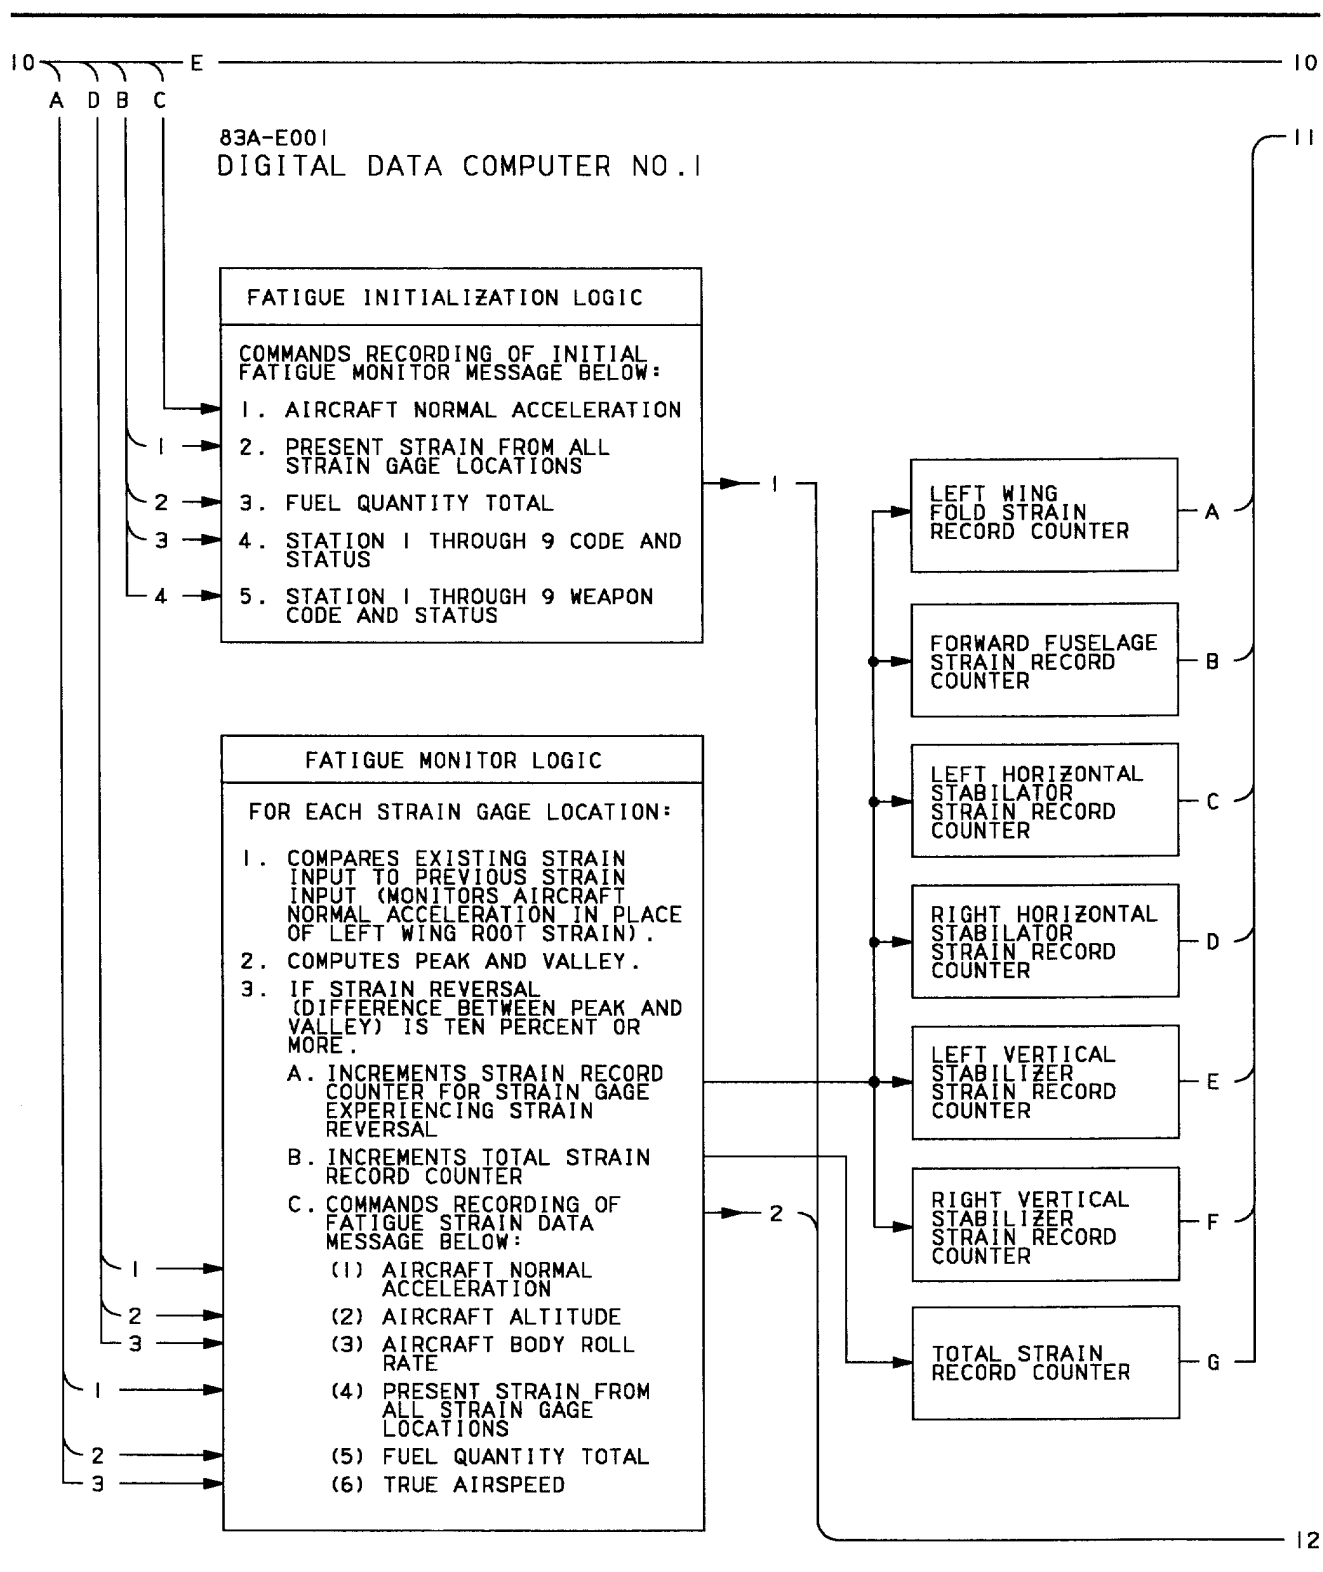 10 E 10
A D B C
83A-E001
DIGITAL DATA COMPUTER NO.1
11
FATIGUE INITIALIZATION LOGIC
COMMANDS RECORDING OF INITIAL
FATIGUE MONITOR MESSAGE BELOW:
1. AIRCRAFT NORMAL ACCELERATION
1 2. PRESENT STRAIN FROM ALL
STRAIN GAGE LOCATIONS
2 3. FUEL QUANTITY TOTAL
3 4. STATION 1 THROUGH 9 CODE AND
STATUS
4 5. STATION 1 THROUGH 9 WEAPON
CODE AND STATUS
1
FATIGUE MONITOR LOGIC
FOR EACH STRAIN GAGE LOCATION:
1. COMPARES EXISTING STRAIN
INPUT TO PREVIOUS STRAIN
INPUT (MONITORS AIRCRAFT
NORMAL ACCELERATION IN PLACE
OF LEFT WING ROOT STRAIN).
2. COMPUTES PEAK AND VALLEY.
3. IF STRAIN REVERSAL
(DIFFERENCE BETWEEN PEAK AND
VALLEY) IS TEN PERCENT OR
MORE.
A. INCREMENTS STRAIN RECORD
COUNTER FOR STRAIN GAGE
EXPERIENCING STRAIN
REVERSAL
B. INCREMENTS TOTAL STRAIN
RECORD COUNTER
C. COMMANDS RECORDING OF
FATIGUE STRAIN DATA
MESSAGE BELOW:
2
1 (1) AIRCRAFT NORMAL
ACCELERATION
2 (2) AIRCRAFT ALTITUDE
3 (3) AIRCRAFT BODY ROLL
RATE
1 (4) PRESENT STRAIN FROM
ALL STRAIN GAGE
LOCATIONS
2 (5) FUEL QUANTITY TOTAL
3 (6) TRUE AIRSPEED
LEFT WING
FOLD STRAIN
RECORD COUNTER
A
FORWARD FUSELAGE
STRAIN RECORD
COUNTER
B
LEFT HORIZONTAL
STABILATOR
STRAIN RECORD
COUNTER
C
RIGHT HORIZONTAL
STABILATOR
STRAIN RECORD
COUNTER
D
LEFT VERTICAL
STABILIZER
STRAIN RECORD
COUNTER
E
RIGHT VERTICAL
STABILIZER
STRAIN RECORD
COUNTER
F
TOTAL STRAIN
RECORD COUNTER
G
12